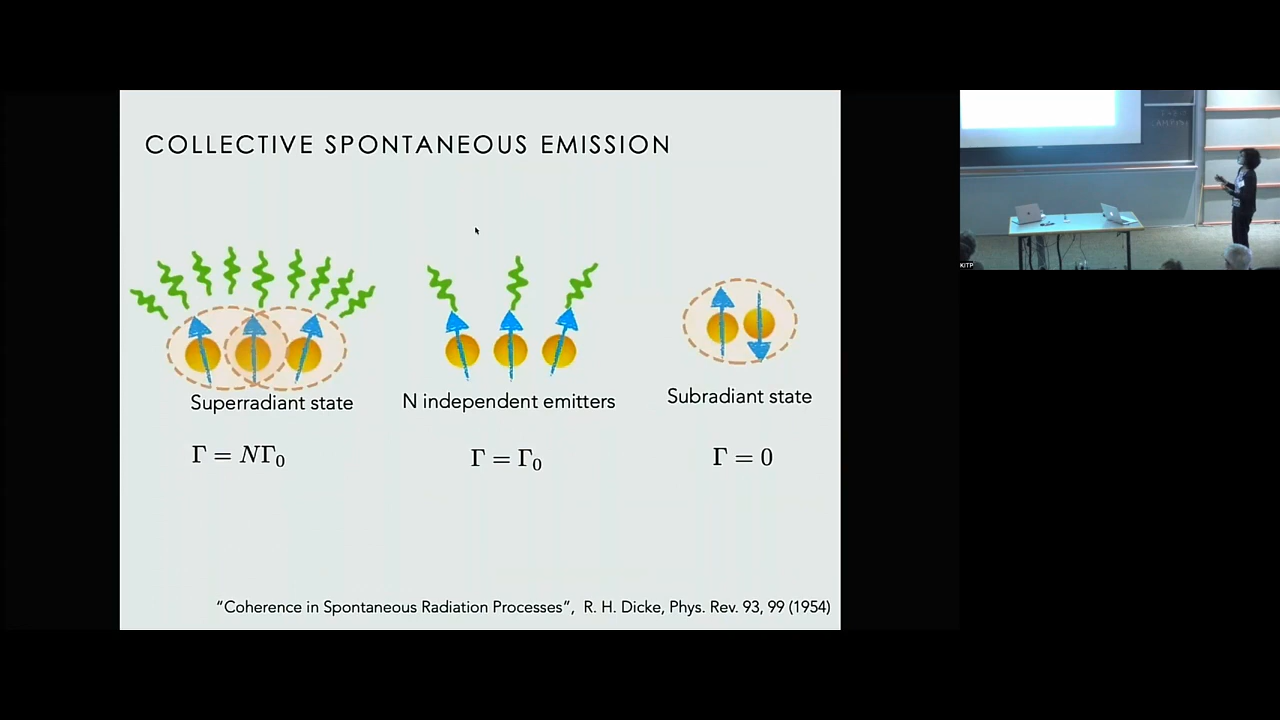 COLLECTIVE SPONTANEOUS EMISSION
Superradiant state
N independent emitters
Subradiant state
Γ = NΓ₀
Γ = Γ₀
Γ = 0
“Coherence in Spontaneous Radiation Processes”, R. H. Dicke, Phys. Rev. 93, 99 (1954)
KITP